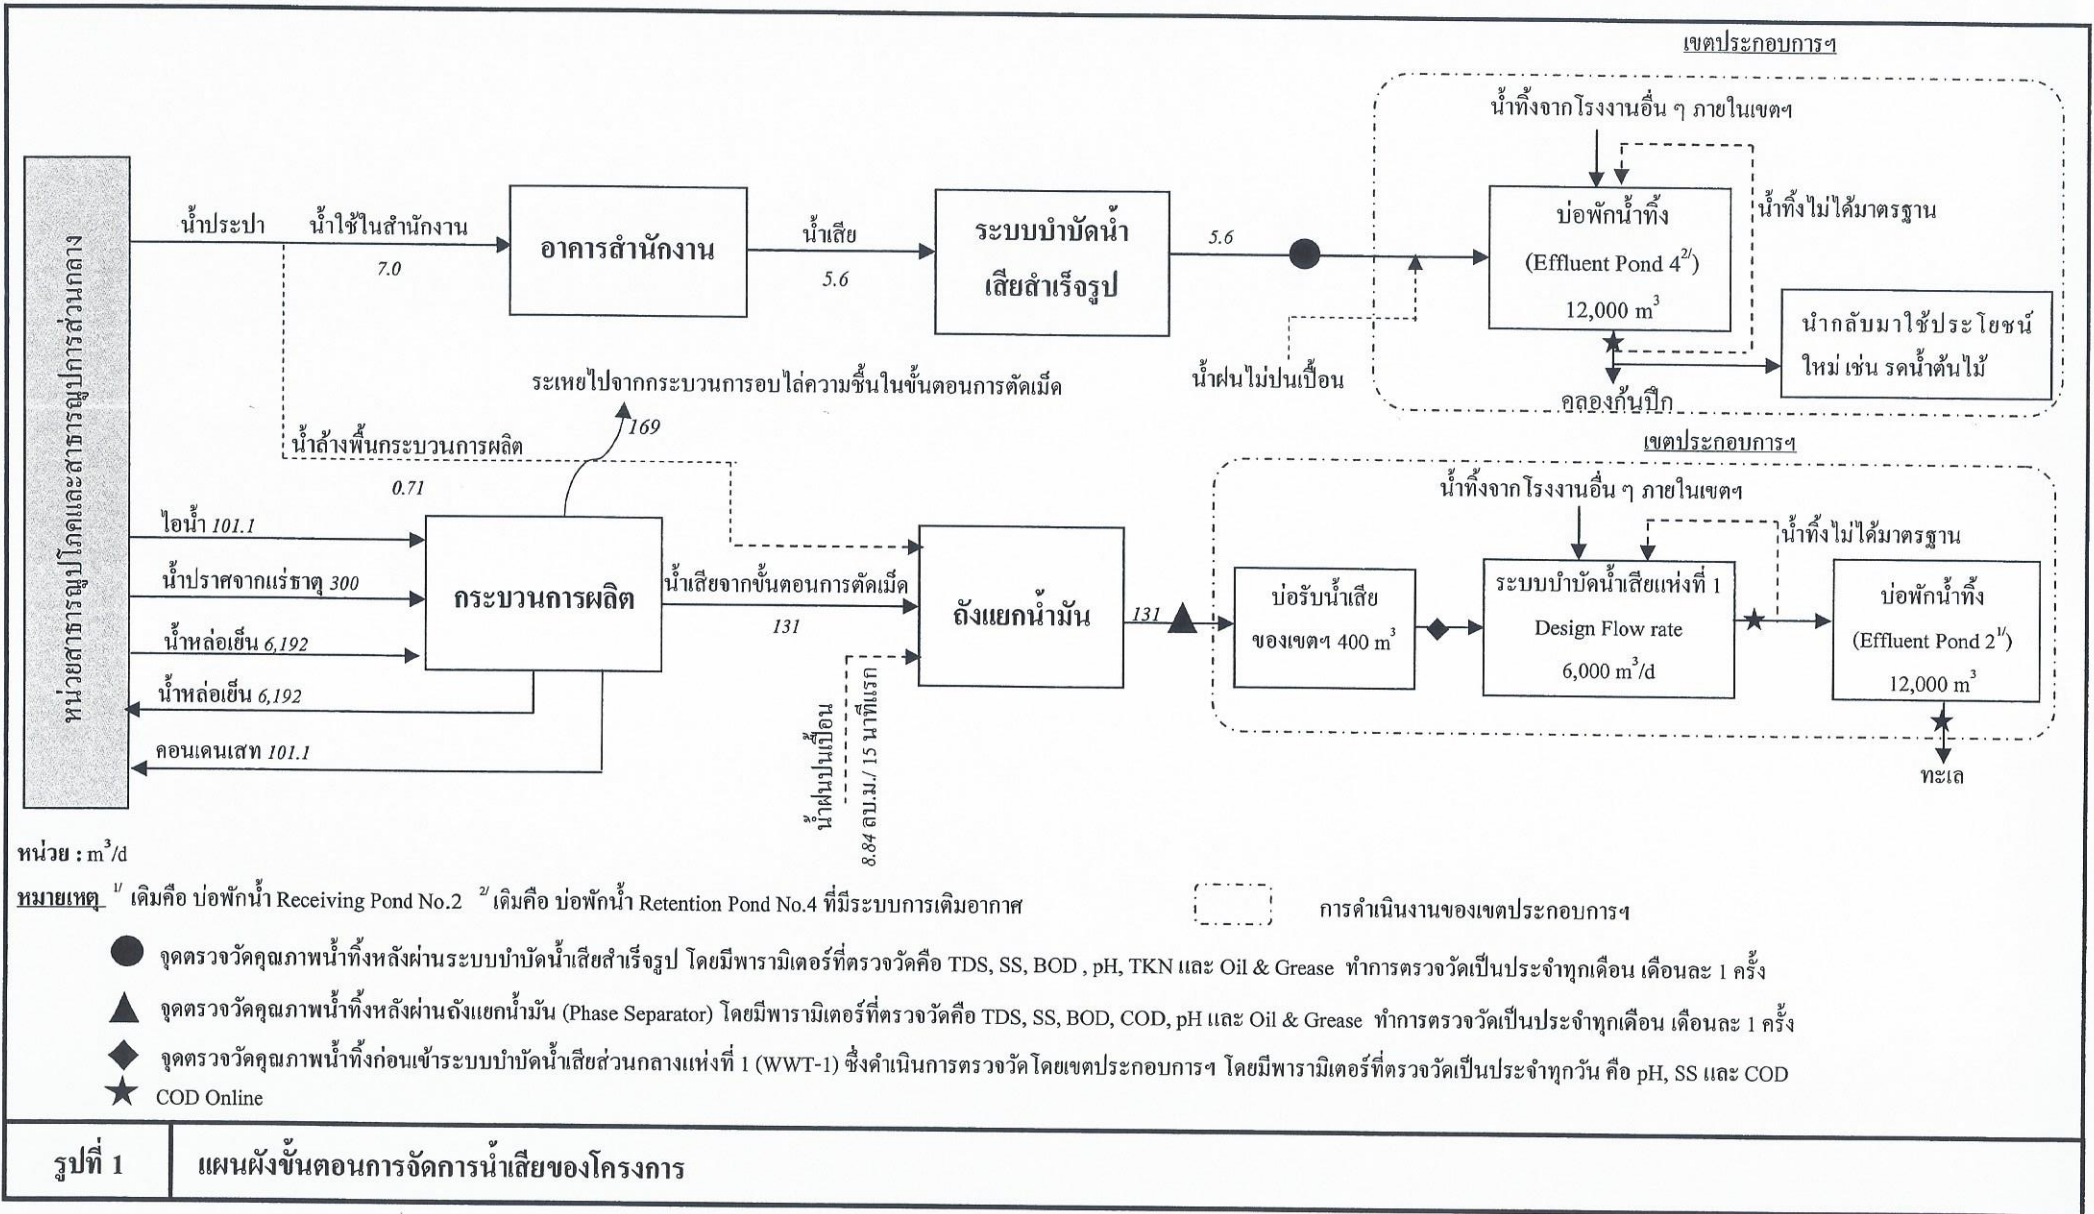 เขตประกอบการฯ
น้ำทิ้งจากโรงงานอื่น ๆ ภายในเขตฯ
หน่วยสาธารณูปโภคและสาธารณูปการส่วนกลาง
น้ำประปา
น้ำใช้ในสำนักงาน
7.0
อาคารสำนักงาน
น้ำเสีย
5.6
ระบบบำบัดน้ำ
เสียสำเร็จรูป
5.6
บ่อพักน้ำทิ้ง
(Effluent Pond 4²/)
12,000 m³
น้ำทิ้งไม่ได้มาตรฐาน
นำกลับมาใช้ประโยชน์
ใหม่ เช่น รดน้ำต้นไม้
น้ำฝนไม่ปนเปื้อน
คลองก้นปึก
ระเหยไปจากกระบวนการอบไล่ความชื้นในขั้นตอนการตัดเม็ด
169
น้ำล้างพื้นกระบวนการผลิต
0.71
ไอน้ำ 101.1
น้ำปราศจากแร่ธาตุ 300
น้ำหล่อเย็น 6,192
น้ำหล่อเย็น 6,192
คอนเดนเสท 101.1
กระบวนการผลิต
น้ำเสียจากขั้นตอนการตัดเม็ด
131
น้ำฝนปนเปื้อน
8.84 ลบ.ม./ 15 นาทีแรก
ถังแยกน้ำมัน
131
เขตประกอบการฯ
น้ำทิ้งจากโรงงานอื่น ๆ ภายในเขตฯ
น้ำทิ้งไม่ได้มาตรฐาน
บ่อรับน้ำเสีย
ของเขตฯ 400 m³
ระบบบำบัดน้ำเสียแห่งที่ 1
Design Flow rate
6,000 m³/d
บ่อพักน้ำทิ้ง
(Effluent Pond 2¹/)
12,000 m³
ทะเล
หน่วย : m³/d
หมายเหตุ ¹/ เดิมคือ บ่อพักน้ำ Receiving Pond No.2 ²/ เดิมคือ บ่อพักน้ำ Retention Pond No.4 ที่มีระบบการเติมอากาศ
การดำเนินงานของเขตประกอบการฯ
จุดตรวจวัดคุณภาพน้ำทิ้งหลังผ่านระบบบำบัดน้ำเสียสำเร็จรูป โดยมีพารามิเตอร์ที่ตรวจวัดคือ TDS, SS, BOD , pH, TKN และ Oil & Grease ทำการตรวจวัดเป็นประจำทุกเดือน เดือนละ 1 ครั้ง
จุดตรวจวัดคุณภาพน้ำทิ้งหลังผ่านถังแยกน้ำมัน (Phase Separator) โดยมีพารามิเตอร์ที่ตรวจวัดคือ TDS, SS, BOD, COD, pH และ Oil & Grease ทำการตรวจวัดเป็นประจำทุกเดือน เดือนละ 1 ครั้ง
จุดตรวจวัดคุณภาพน้ำทิ้งก่อนเข้าระบบบำบัดน้ำเสียส่วนกลางแห่งที่ 1 (WWT-1) ซึ่งดำเนินการตรวจวัดโดยเขตประกอบการฯ โดยมีพารามิเตอร์ที่ตรวจวัดเป็นประจำทุกวัน คือ pH, SS และ COD
COD Online
รูปที่ 1
แผนผังขั้นตอนการจัดการน้ำเสียของโครงการ